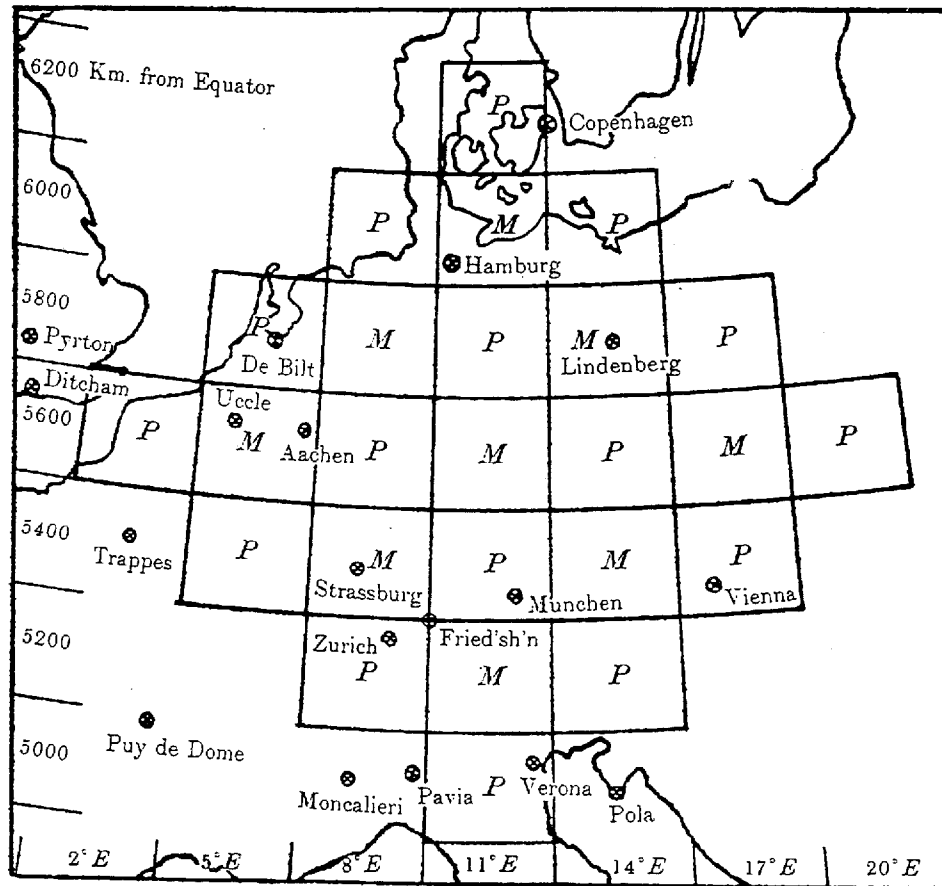 6200 Km. from Equator
P
Copenhagen
6000
P M P
Hamburg
5800
Pyrton
P
M
P
M
P
De Bilt
Lindenberg
Ditcham
5600
Uccle
P
M
Aachen
P
M
P
M
P
5400
Trappes
P
M
P
M
P
Strassburg
Munchen
Vienna
5200
Zurich
Fried'sh'n
P
M
P
5000
Puy de Dome
Moncalieri
Pavia
P
Verona
Pola
2°E 5°E 8°E 11°E 14°E 17°E 20°E